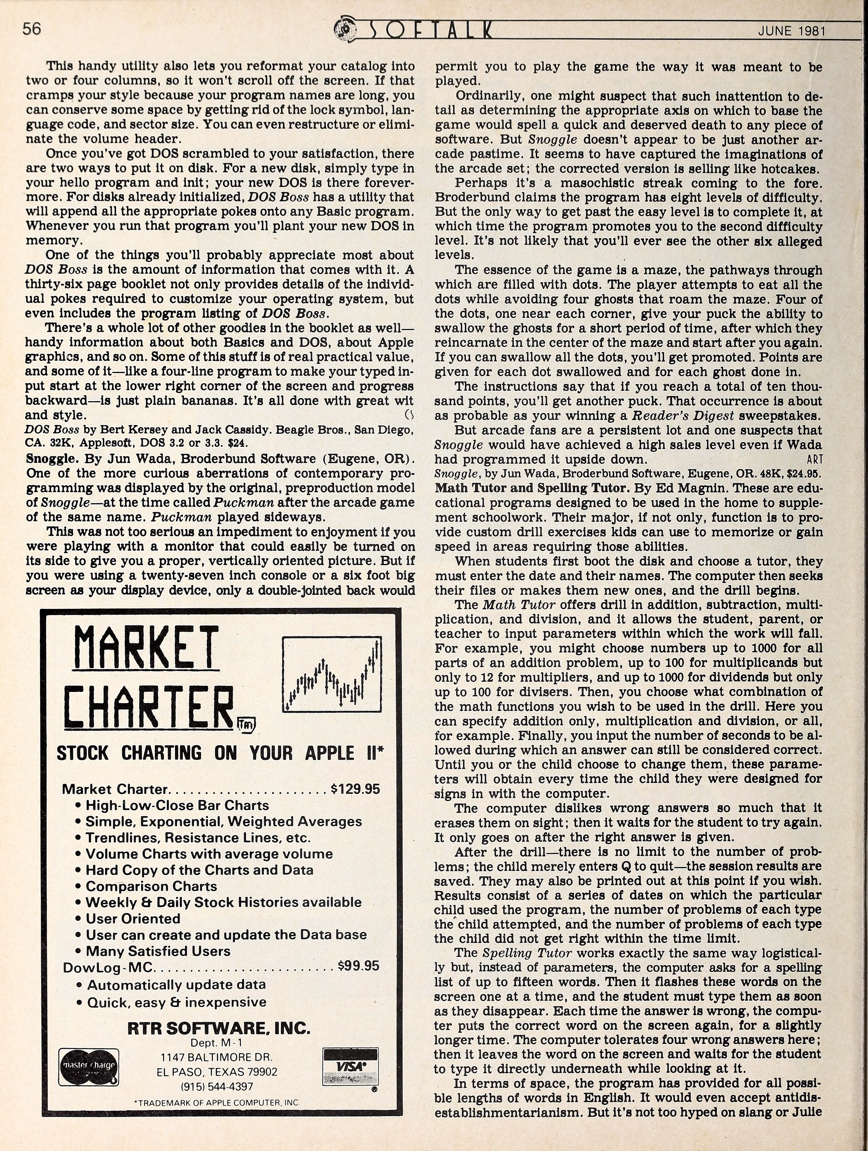 56
SOFTALK
JUNE 1981
This handy utility also lets you reformat your catalog into
two or four columns, so it won't scroll off the screen. If that
cramps your style because your program names are long, you
can conserve some space by getting rid of the lock symbol, lan-
guage code, and sector size. You can even restructure or elimi-
nate the volume header.
Once you've got DOS scrambled to your satisfaction, there
are two ways to put it on disk. For a new disk, simply type in
your hello program and init; your new DOS is there forever-
more. For disks already initialized, DOS Boss has a utility that
will append all the appropriate pokes onto any Basic program.
Whenever you run that program you'll plant your new DOS in
memory.
One of the things you'll probably appreciate most about
DOS Boss is the amount of information that comes with it. A
thirty-six page booklet not only provides details of the individ-
ual pokes required to customize your operating system, but
even includes the program listing of DOS Boss.
There's a whole lot of other goodies in the booklet as well—
handy information about both Basics and DOS, about Apple
graphics, and so on. Some of this stuff is of real practical value,
and some of it—like a four-line program to make your typed in-
put start at the lower right corner of the screen and progress
backward—is just plain bananas. It's all done with great wit
and style.
DOS Boss by Bert Kersey and Jack Cassidy. Beagle Bros., San Diego,
CA. 32K, Applesoft, DOS 3.2 or 3.3. $24.
Snoggle. By Jun Wada, Broderbund Software (Eugene, OR).
One of the more curious aberrations of contemporary pro-
gramming was displayed by the original, preproduction model
of Snoggle—at the time called Puckman after the arcade game
of the same name. Puckman played sideways.
This was not too serious an impediment to enjoyment if you
were playing with a monitor that could easily be turned on
its side to give you a proper, vertically oriented picture. But if
you were using a twenty-seven inch console or a six foot big
screen as your display device, only a double-jointed back would
MARKET
CHARTER TM
STOCK CHARTING ON YOUR APPLE II*
Market Charter. . . . . . . . . . . . . . . . . . . . . . $129.95
• High-Low-Close Bar Charts
• Simple, Exponential, Weighted Averages
• Trendlines, Resistance Lines, etc.
• Volume Charts with average volume
• Hard Copy of the Charts and Data
• Comparison Charts
• Weekly & Daily Stock Histories available
• User Oriented
• User can create and update the Data base
• Many Satisfied Users
DowLog-MC. . . . . . . . . . . . . . . . . . . . . . . . . $99.95
• Automatically update data
• Quick, easy & inexpensive
RTR SOFTWARE, INC.
Dept. M-1
1147 BALTIMORE DR.
EL PASO, TEXAS 79902
(915) 544-4397
master charge
VISA®
®
*TRADEMARK OF APPLE COMPUTER, INC.
permit you to play the game the way it was meant to be
played.
Ordinarily, one might suspect that such inattention to de-
tail as determining the appropriate axis on which to base the
game would spell a quick and deserved death to any piece of
software. But Snoggle doesn't appear to be just another ar-
cade pastime. It seems to have captured the imaginations of
the arcade set; the corrected version is selling like hotcakes.
Perhaps it's a masochistic streak coming to the fore.
Broderbund claims the program has eight levels of difficulty.
But the only way to get past the easy level is to complete it, at
which time the program promotes you to the second difficulty
level. It's not likely that you'll ever see the other six alleged
levels.
The essence of the game is a maze, the pathways through
which are filled with dots. The player attempts to eat all the
dots while avoiding four ghosts that roam the maze. Four of
the dots, one near each corner, give your puck the ability to
swallow the ghosts for a short period of time, after which they
reincarnate in the center of the maze and start after you again.
If you can swallow all the dots, you'll get promoted. Points are
given for each dot swallowed and for each ghost done in.
The instructions say that if you reach a total of ten thou-
sand points, you'll get another puck. That occurrence is about
as probable as your winning a Reader's Digest sweepstakes.
But arcade fans are a persistent lot and one suspects that
Snoggle would have achieved a high sales level even if Wada
had programmed it upside down. ART
Snoggle, by Jun Wada, Broderbund Software, Eugene, OR. 48K, $24.95.
Math Tutor and Spelling Tutor. By Ed Magnin. These are edu-
cational programs designed to be used in the home to supple-
ment schoolwork. Their major, if not only, function is to pro-
vide custom drill exercises kids can use to memorize or gain
speed in areas requiring those abilities.
When students first boot the disk and choose a tutor, they
must enter the date and their names. The computer then seeks
their files or makes them new ones, and the drill begins.
The Math Tutor offers drill in addition, subtraction, multi-
plication, and division, and it allows the student, parent, or
teacher to input parameters within which the work will fall.
For example, you might choose numbers up to 1000 for all
parts of an addition problem, up to 100 for multiplicands but
only to 12 for multipliers, and up to 1000 for dividends but only
up to 100 for divisers. Then, you choose what combination of
the math functions you wish to be used in the drill. Here you
can specify addition only, multiplication and division, or all,
for example. Finally, you input the number of seconds to be al-
lowed during which an answer can still be considered correct.
Until you or the child choose to change them, these parame-
ters will obtain every time the child they were designed for
signs in with the computer.
The computer dislikes wrong answers so much that it
erases them on sight; then it waits for the student to try again.
It only goes on after the right answer is given.
After the drill—there is no limit to the number of prob-
lems; the child merely enters Q to quit—the session results are
saved. They may also be printed out at this point if you wish.
Results consist of a series of dates on which the particular
child used the program, the number of problems of each type
the child attempted, and the number of problems of each type
the child did not get right within the time limit.
The Spelling Tutor works exactly the same way logistical-
ly but, instead of parameters, the computer asks for a spelling
list of up to fifteen words. Then it flashes these words on the
screen one at a time, and the student must type them as soon
as they disappear. Each time the answer is wrong, the compu-
ter puts the correct word on the screen again, for a slightly
longer time. The computer tolerates four wrong answers here;
then it leaves the word on the screen and waits for the student
to type it directly underneath while looking at it.
In terms of space, the program has provided for all possi-
ble lengths of words in English. It would even accept antidis-
establishmentarianism. But it's not too hyped on slang or Julie